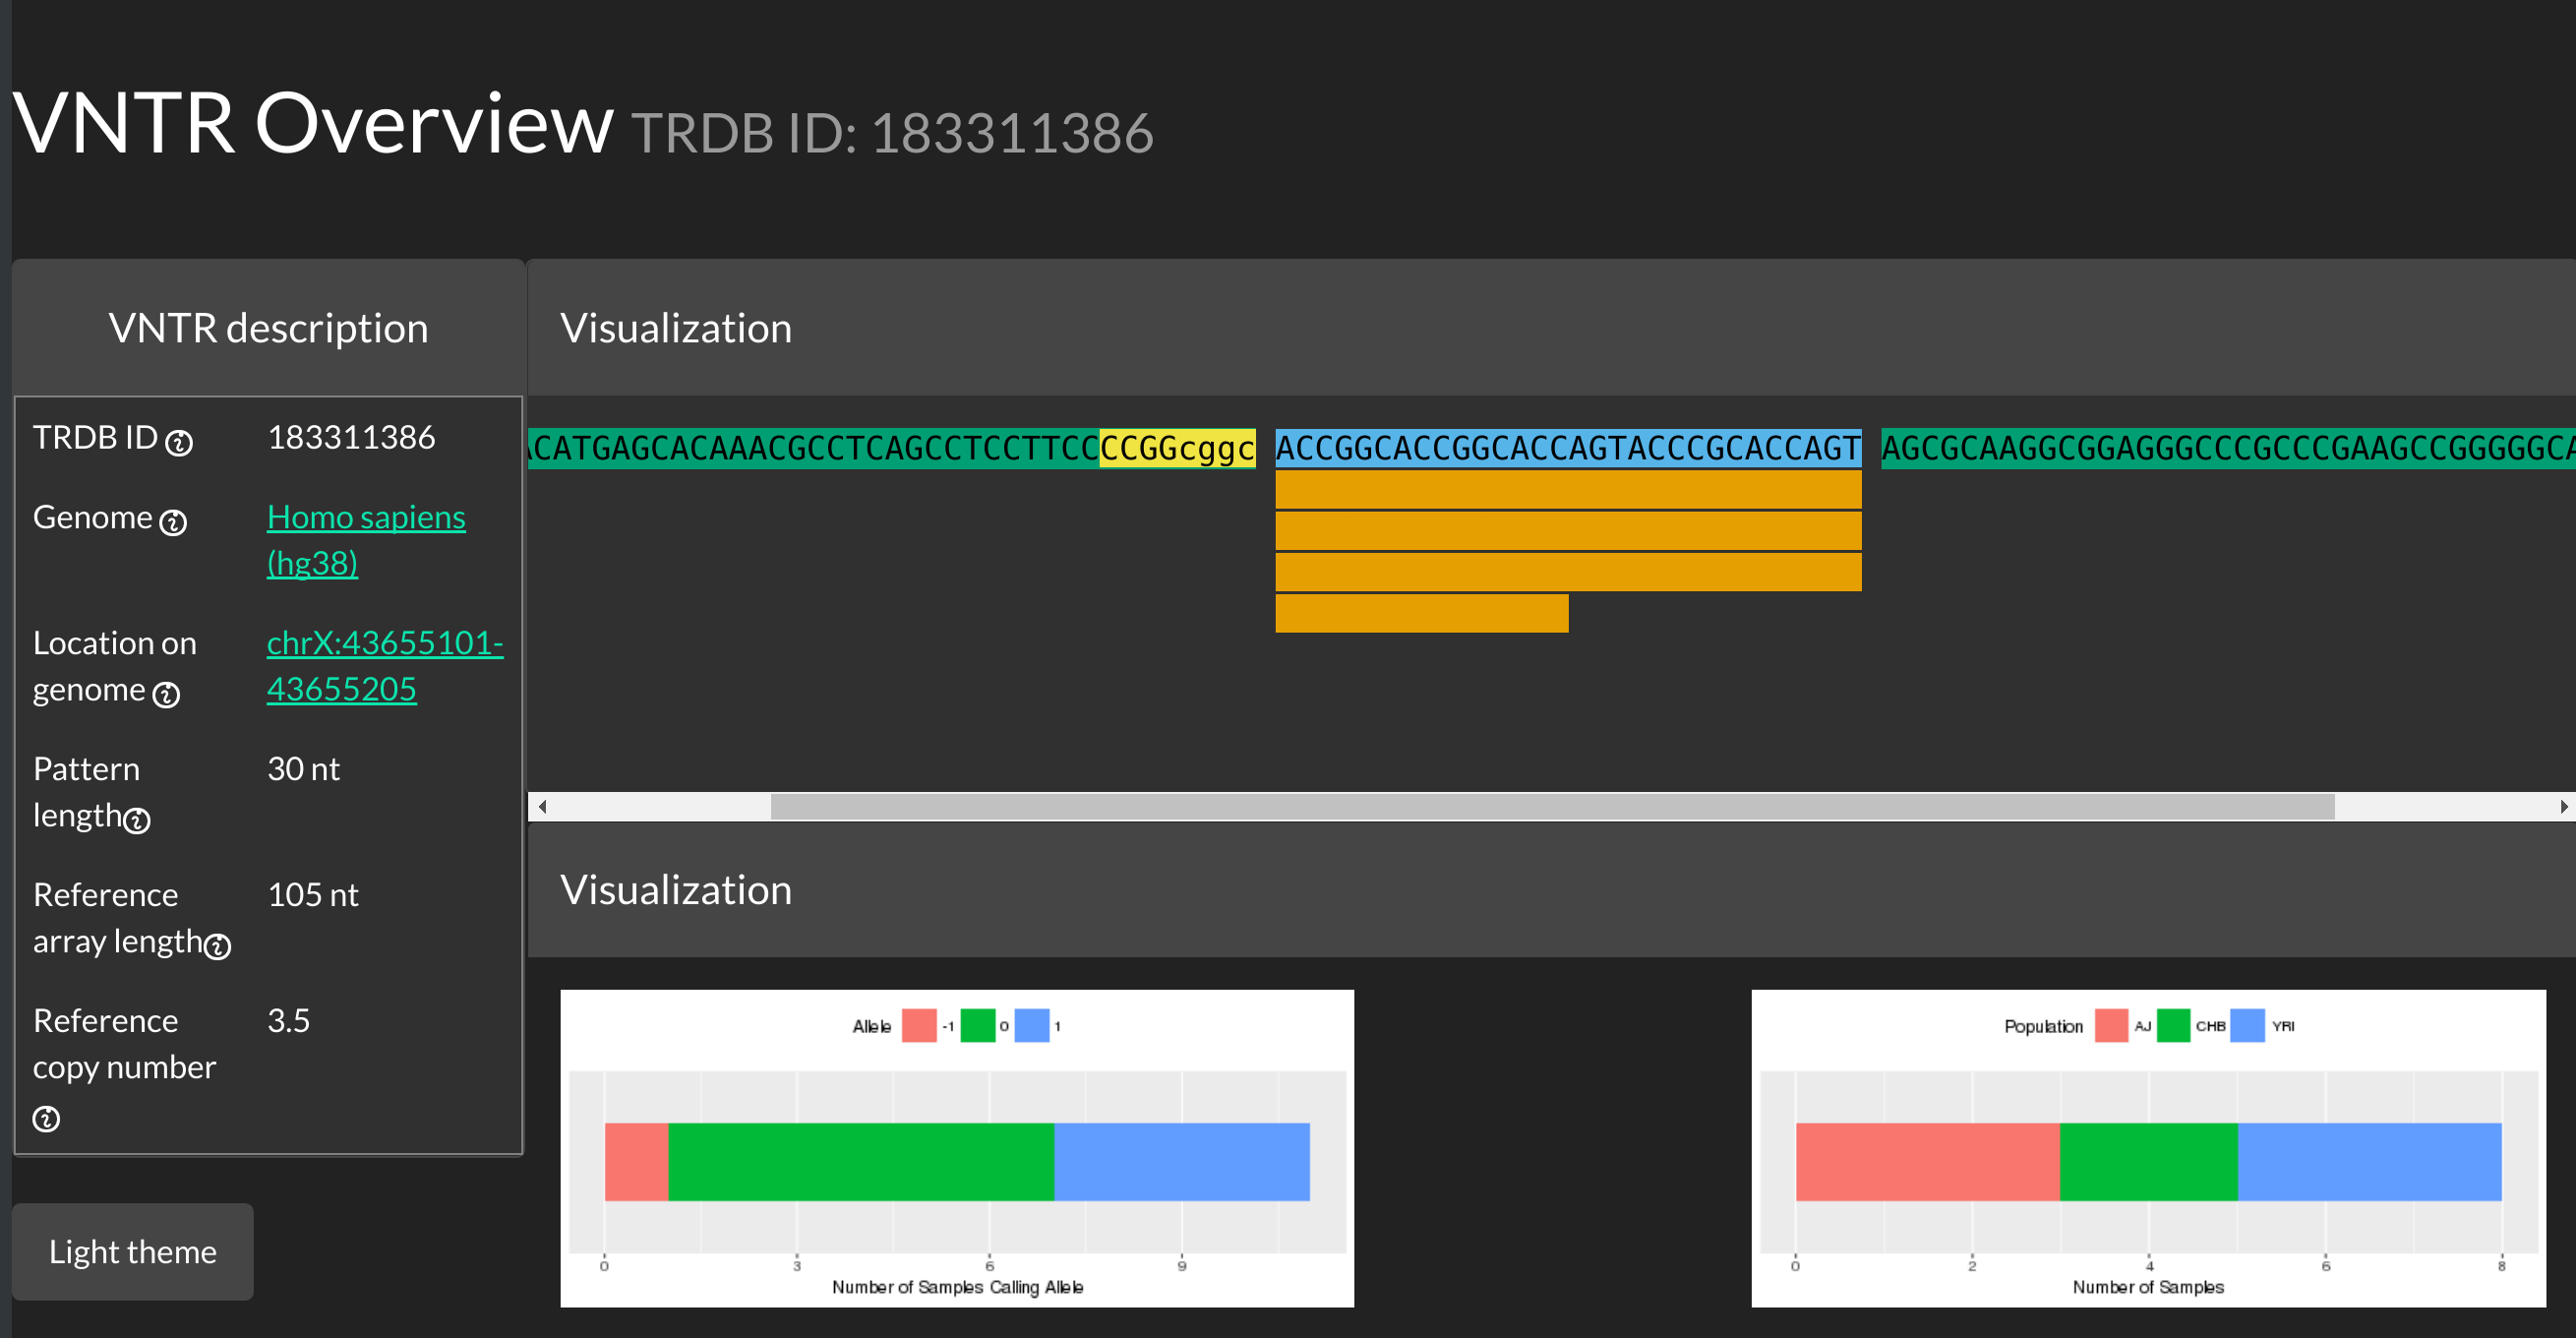 VNTR Overview TRDB ID: 183311386
VNTR description
TRDB ID 183311386
Genome Homo sapiens
(hg38)
Location on chrX:43655101-
genome 43655205
Pattern 30 nt
length
Reference 105 nt
array length
Reference 3.5
copy number
Light theme
Visualization
ACATGAGCACAAACGCCTCAGCCTCCTTCCCCGGcggc ACCGGCACCGGCACCAGTACCCGCACCAGT AGCGCAAGGCGGAGGGCCCGCCCGAAGCCGGGGGCA
Visualization
Allele -1 0 1
0 3 6 9
Number of Samples Calling Allele
Population AJ CHB YRI
0 2 4 6 8
Number of Samples